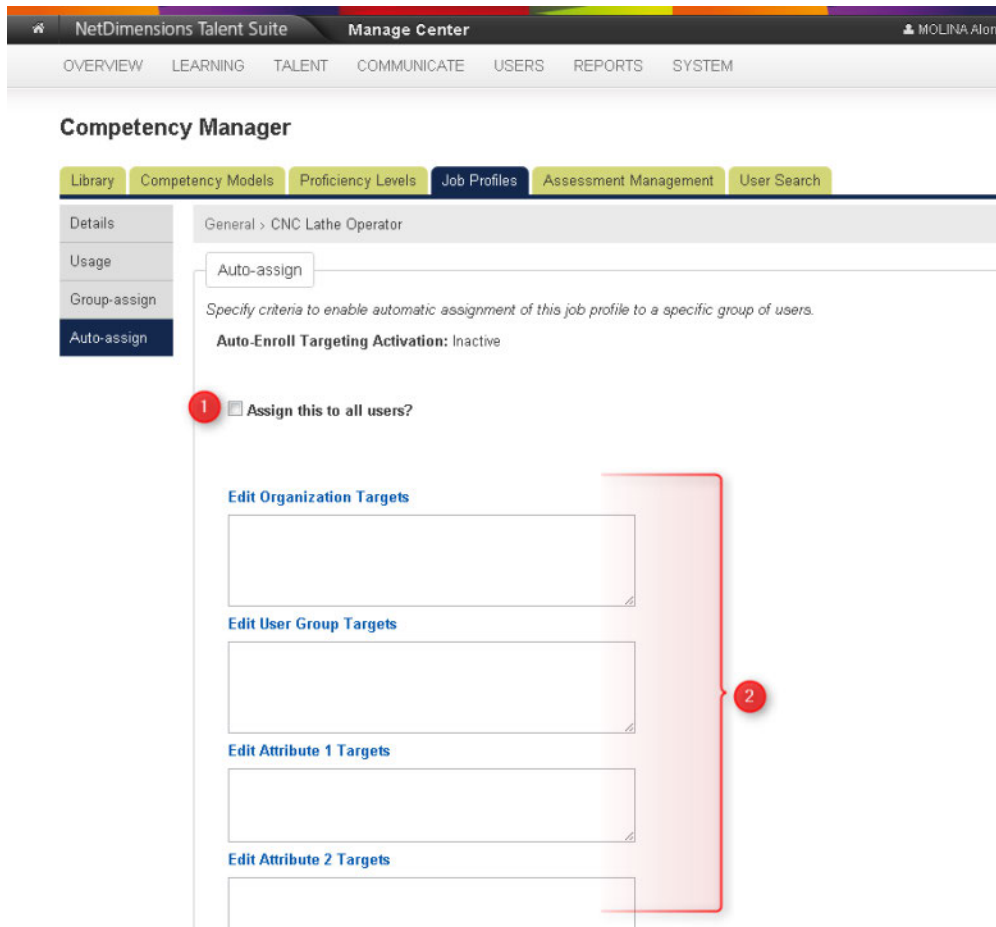 NetDimensions Talent Suite Manage Center MOLINA Alon
OVERVIEW LEARNING TALENT COMMUNICATE USERS REPORTS SYSTEM
Competency Manager
Library Competency Models Proficiency Levels Job Profiles Assessment Management User Search
Details
Usage
Group-assign
Auto-assign
General › CNC Lathe Operator
Auto-assign
Specify criteria to enable automatic assignment of this job profile to a specific group of users.
Auto-Enroll Targeting Activation: Inactive
1 Assign this to all users?
Edit Organization Targets
Edit User Group Targets
2
Edit Attribute 1 Targets
Edit Attribute 2 Targets